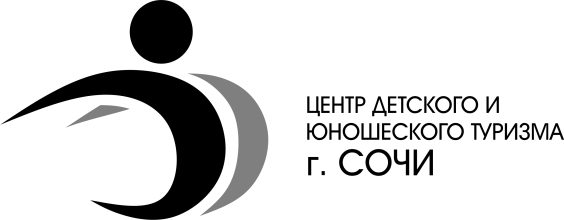 ЦЕНТР ДЕТСКОГО И
ЮНОШЕСКОГО ТУРИЗМА
г. СОЧИ